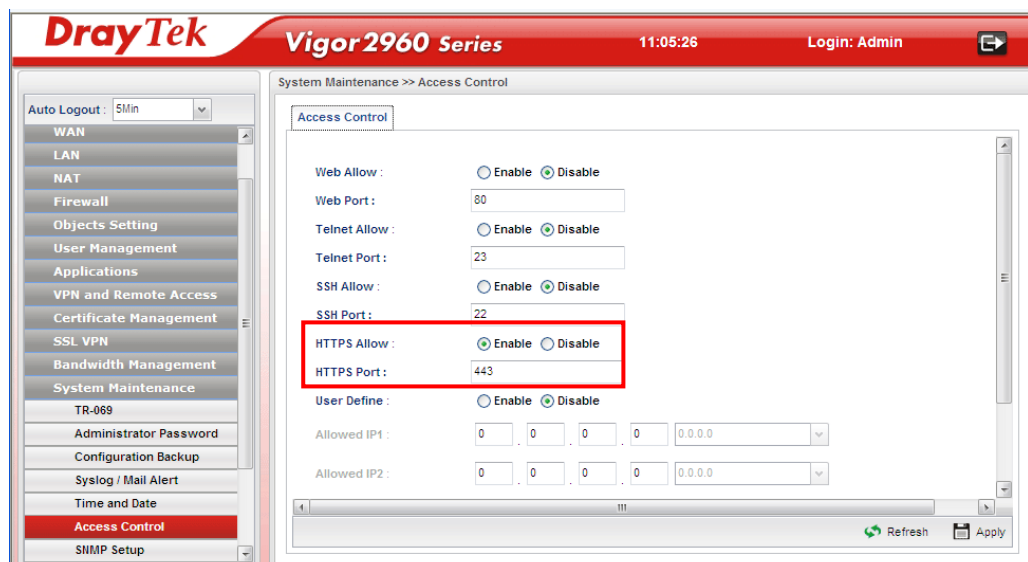 DrayTek
Vigor2960 Series
11:05:26
Login: Admin
System Maintenance >> Access Control
Auto Logout : 5Min
WAN
LAN
NAT
Firewall
Objects Setting
User Management
Applications
VPN and Remote Access
Certificate Management
SSL VPN
Bandwidth Management
System Maintenance
TR-069
Administrator Password
Configuration Backup
Syslog / Mail Alert
Time and Date
Access Control
SNMP Setup
Access Control
Web Allow : Enable Disable
Web Port : 80
Telnet Allow : Enable Disable
Telnet Port : 23
SSH Allow : Enable Disable
SSH Port : 22
HTTPS Allow : Enable Disable
HTTPS Port : 443
User Define : Enable Disable
Allowed IP1 : 0 . 0 . 0 . 0 0.0.0.0
Allowed IP2 : 0 . 0 . 0 . 0 0.0.0.0
Refresh Apply